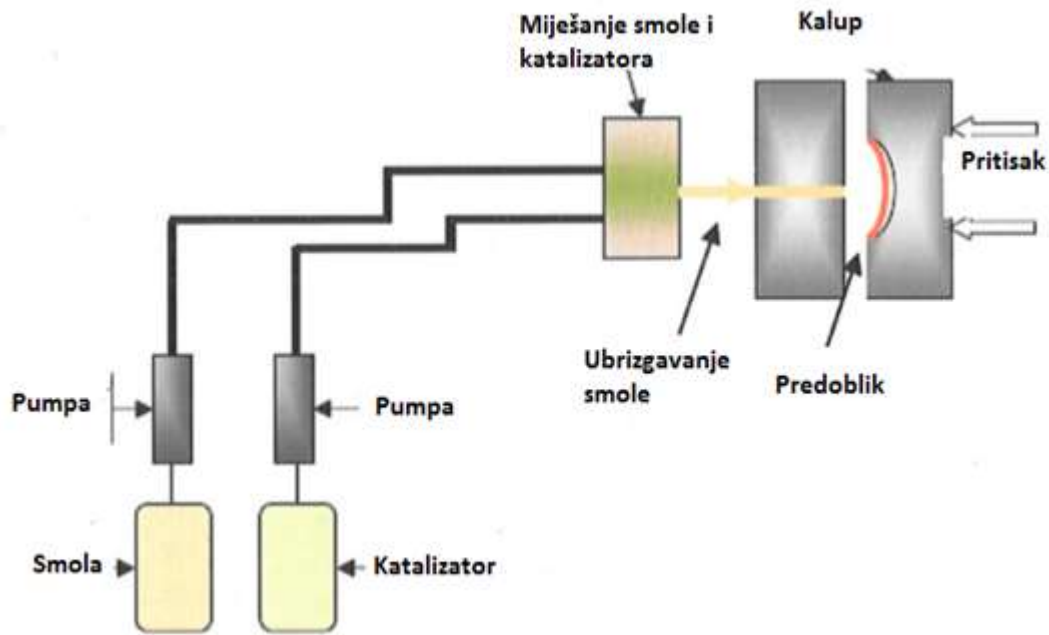 Miješanje smole i
katalizatora
Kalup
Pritisak
Ubrizgavanje
smole
Predoblik
Pumpa
Pumpa
Smola
Katalizator